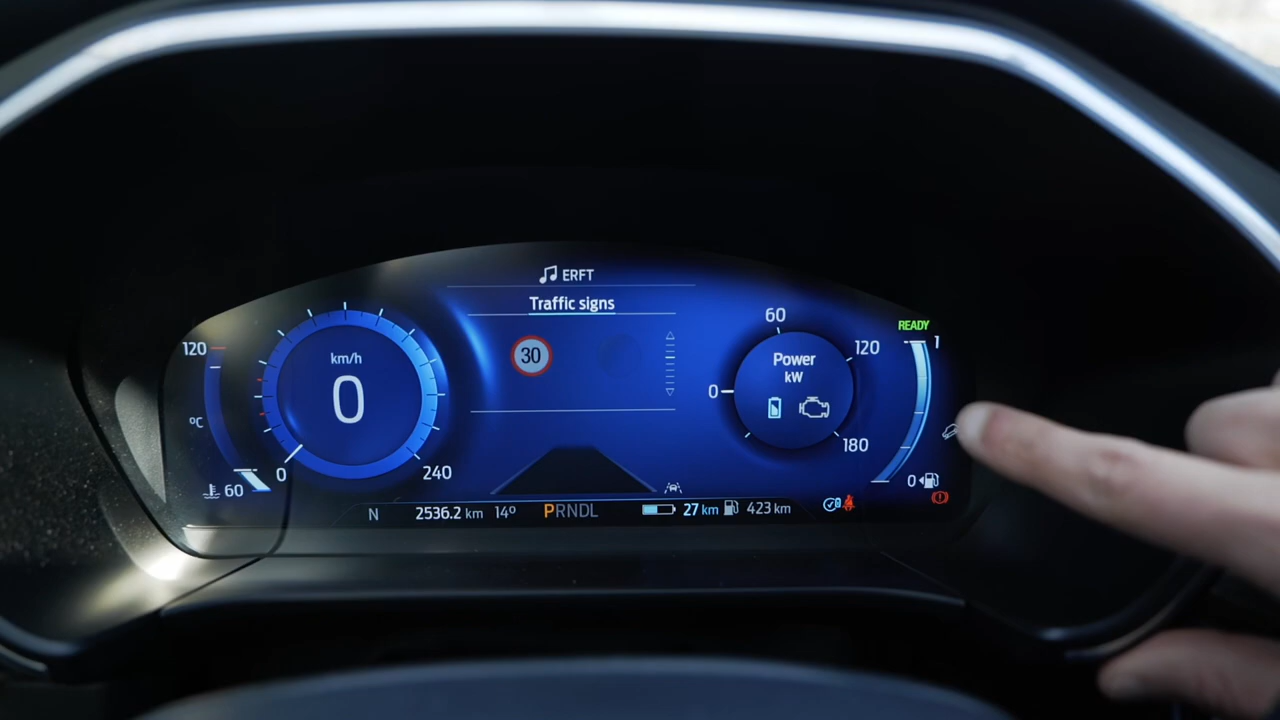 ERFT
Traffic signs
30
120
°C
60
km/h
0
0
240
Power
kW
0
60
120
180
READY
1
0
N
2536.2 km
14°
PRNDL
27 km
423 km